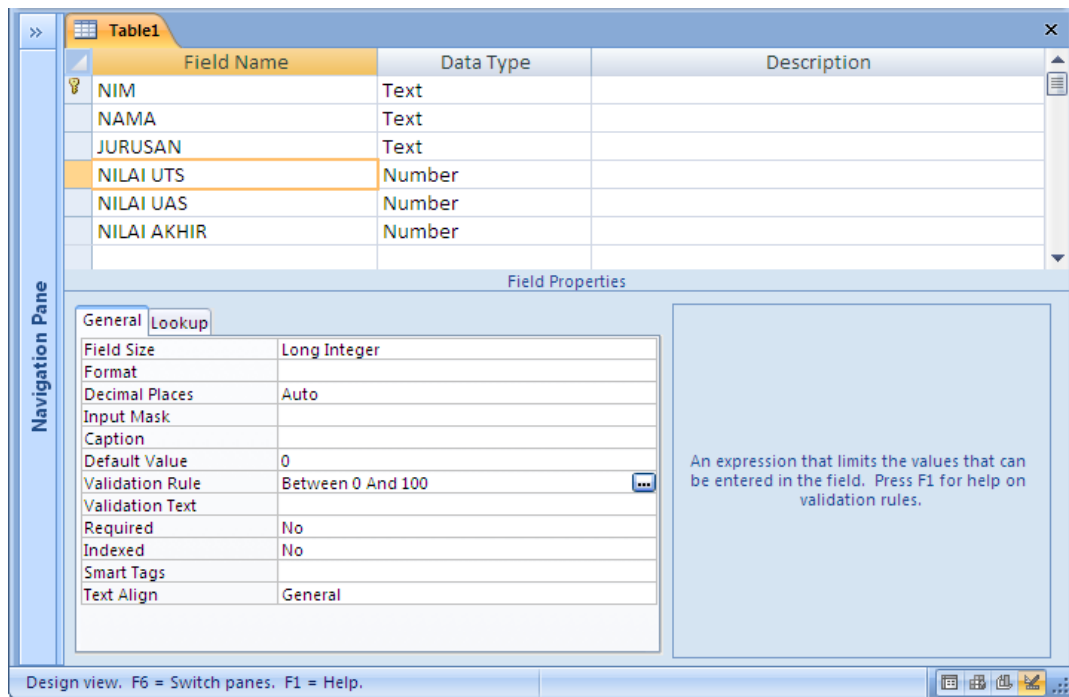 Table1
Field Name Data Type Description
NIM Text
NAMA Text
JURUSAN Text
NILAI UTS Number
NILAI UAS Number
NILAI AKHIR Number
Navigation Pane
Field Properties
General Lookup
Field Size Long Integer
Format
Decimal Places Auto
Input Mask
Caption
Default Value 0
Validation Rule Between 0 And 100
Validation Text
Required No
Indexed No
Smart Tags
Text Align General
An expression that limits the values that can
be entered in the field. Press F1 for help on
validation rules.
Design view. F6 = Switch panes. F1 = Help.